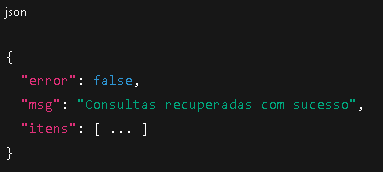 json
{
"error": false,
"msg": "Consultas recuperadas com sucesso",
"itens": [ ... ]
}